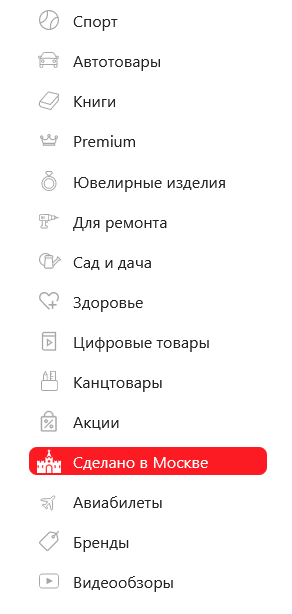 Спорт
Автотовары
Книги
Premium
Ювелирные изделия
Для ремонта
Сад и дача
Здоровье
Цифровые товары
Канцтовары
Акции
Сделано в Москве
Авиабилеты
Бренды
Видеообзоры